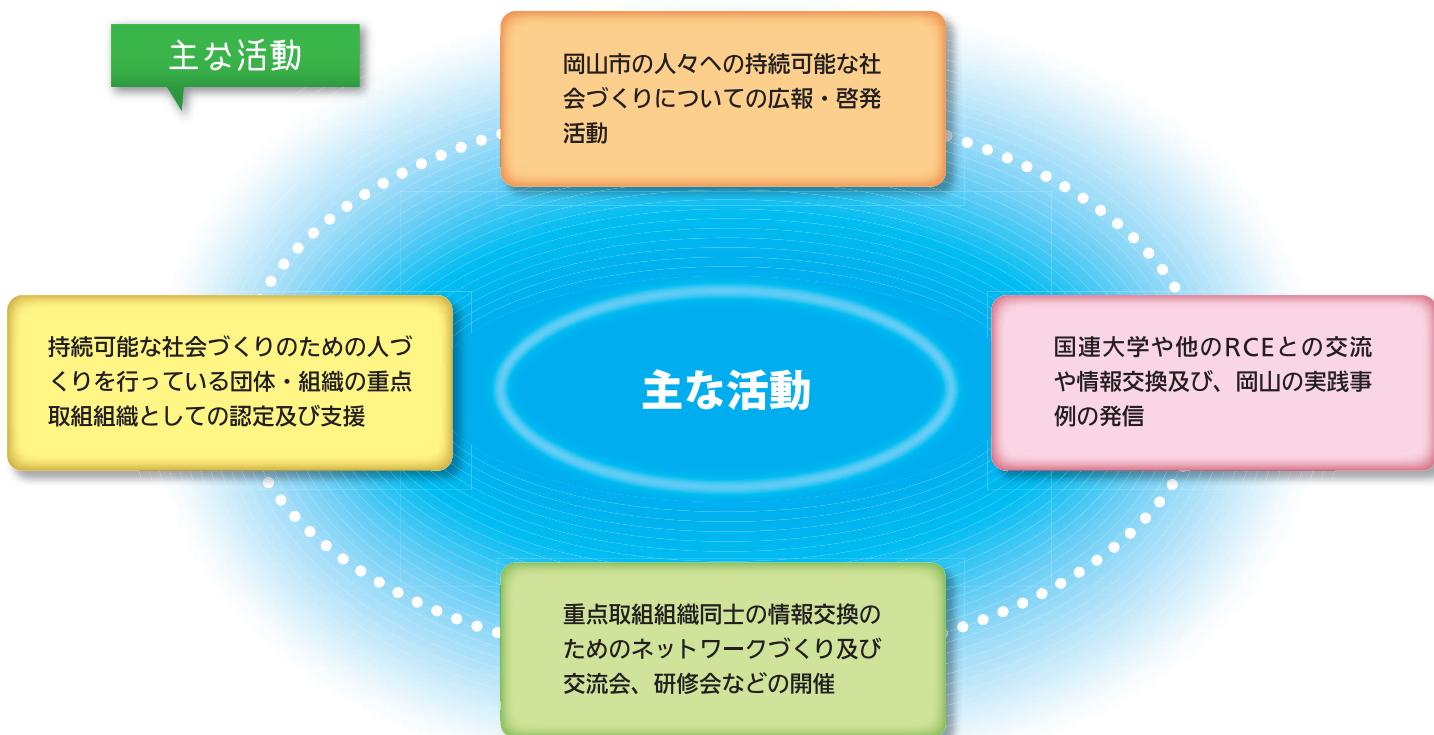 主な活動
岡山市の人々への持続可能な社
会づくりについての広報・啓発
活動
持続可能な社会づくりのための人づ
くりを行っている団体・組織の重点
取組組織としての認定及び支援
主な活動
国連大学や他のRCEとの交流
や情報交換及び、岡山の実践事
例の発信
重点取組組織同士の情報交換の
ためのネットワークづくり及び
交流会、研修会などの開催